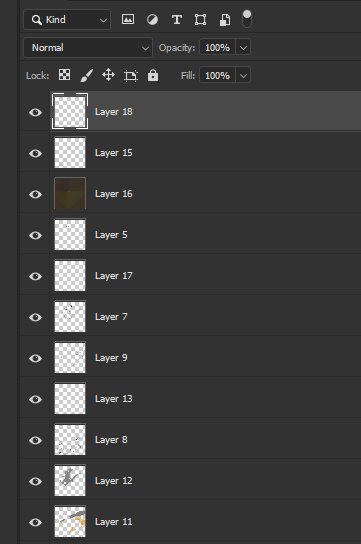 Kind
Normal Opacity: 100%
Lock: Fill: 100%
Layer 18
Layer 15
Layer 16
Layer 5
Layer 17
Layer 7
Layer 9
Layer 13
Layer 8
Layer 12
Layer 11